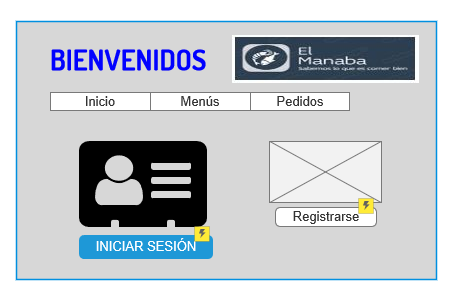 BIENVENIDOS
El
Manaba
Sabemos lo que es comer bien
Inicio Menús Pedidos
INICIAR SESIÓN
Registrarse